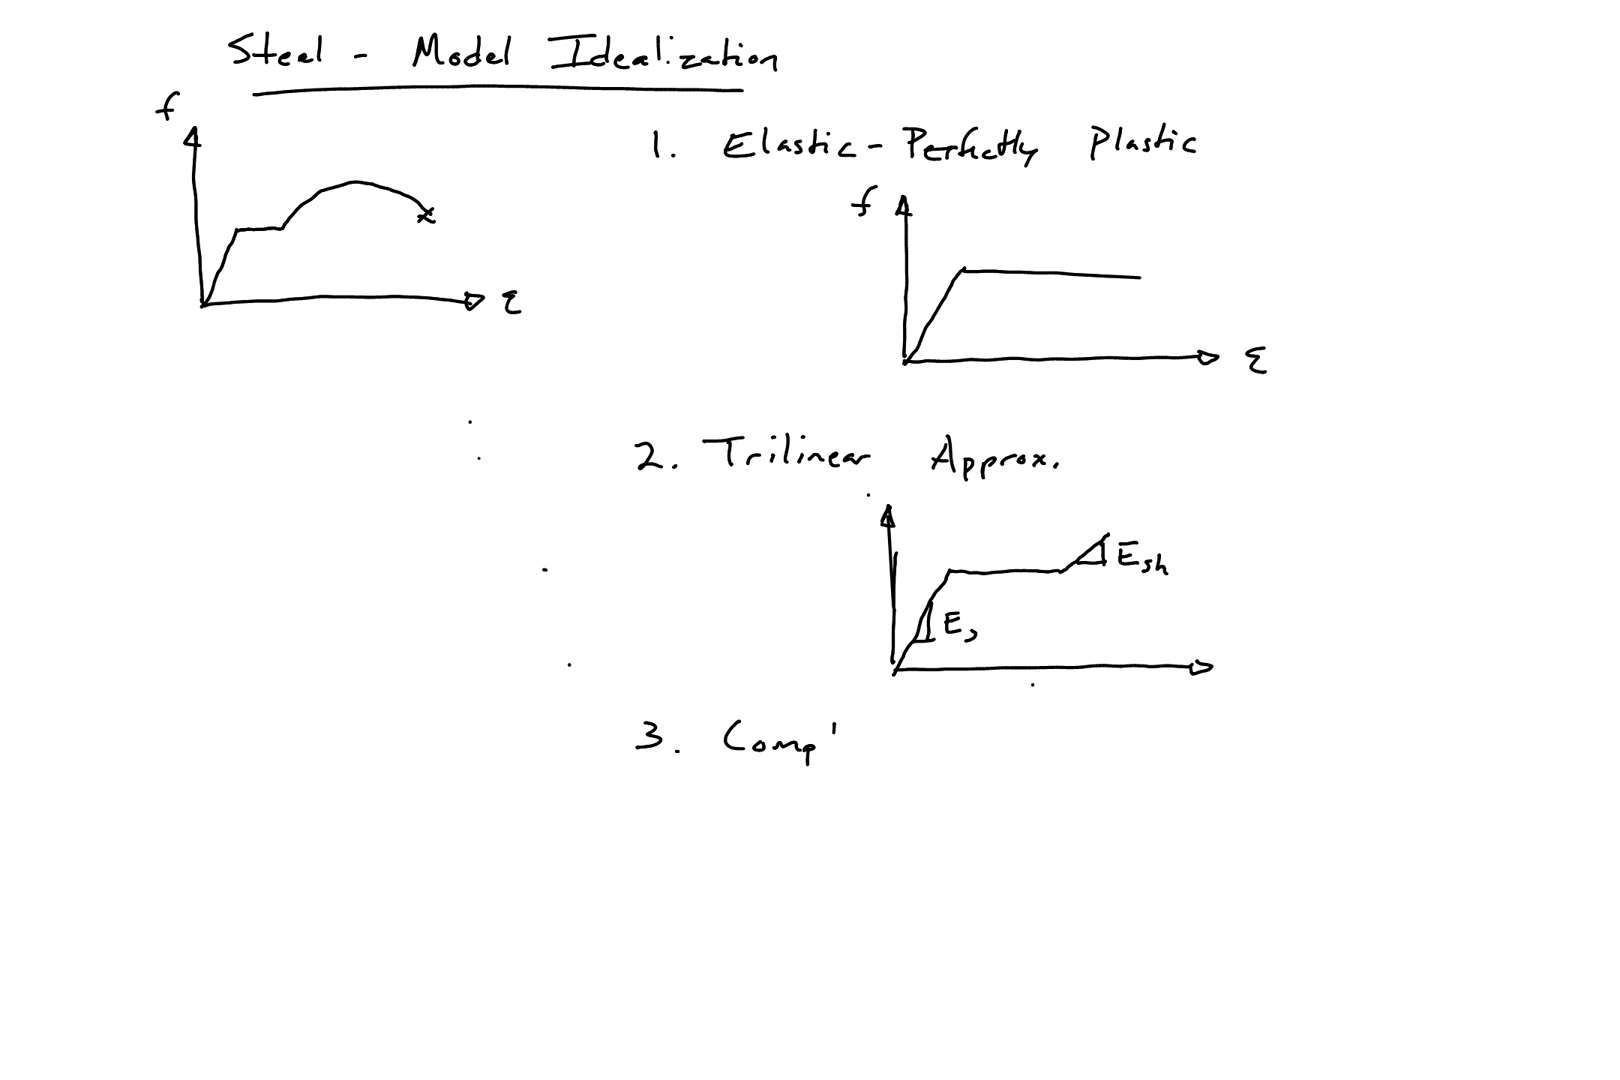 Steel - Model Idealization
f
ε
1. Elastic-Perfectly Plastic
f
ε
2. Trilinear Approx.
Esh
Es
3. Comp'